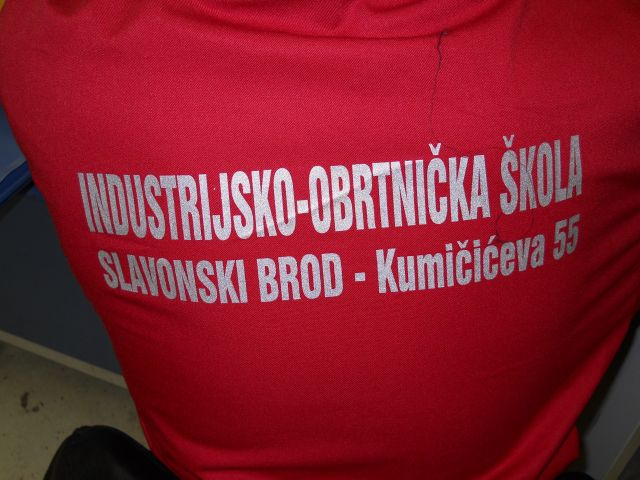 INDUSTRIJSKO-OBRTNIČKA ŠKOLA
SLAVONSKI BROD - Kumičićeva 55